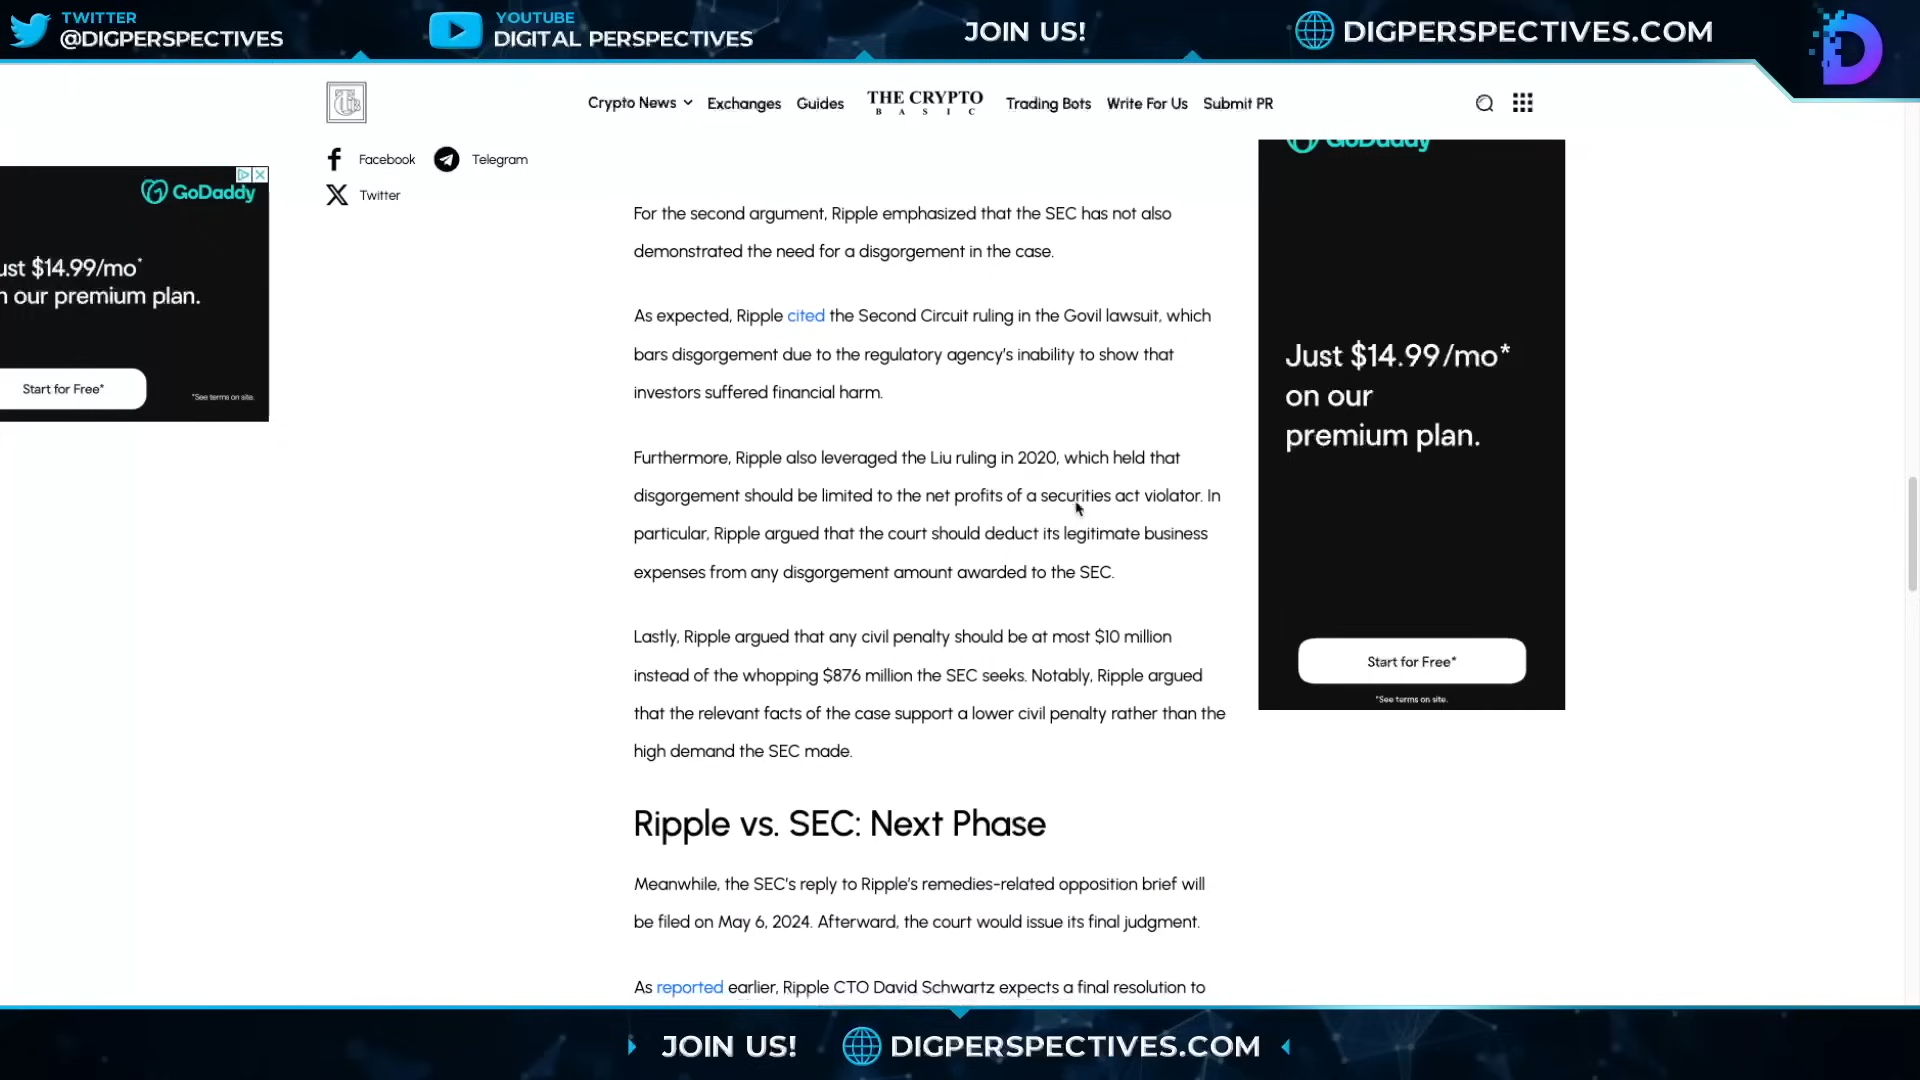 TWITTER
@DIGPERSPECTIVES
YOUTUBE
DIGITAL PERSPECTIVES
JOIN US!
DIGPERSPECTIVES.COM
Crypto News
Exchanges
Guides
THE CRYPTO
BASIC
Trading Bots
Write For Us
Submit PR
Facebook
Telegram
Twitter
GoDaddy
ust $14.99/mo*
n our premium plan.
Start for Free*
*See terms on site.
For the second argument, Ripple emphasized that the SEC has not also
demonstrated the need for a disgorgement in the case.
As expected, Ripple cited the Second Circuit ruling in the Govil lawsuit, which
bars disgorgement due to the regulatory agency's inability to show that
investors suffered financial harm.
Furthermore, Ripple also leveraged the Liu ruling in 2020, which held that
disgorgement should be limited to the net profits of a securities act violator. In
particular, Ripple argued that the court should deduct its legitimate business
expenses from any disgorgement amount awarded to the SEC.
Lastly, Ripple argued that any civil penalty should be at most $10 million
instead of the whopping $876 million the SEC seeks. Notably, Ripple argued
that the relevant facts of the case support a lower civil penalty rather than the
high demand the SEC made.
Ripple vs. SEC: Next Phase
Meanwhile, the SEC's reply to Ripple's remedies-related opposition brief will
be filed on May 6, 2024. Afterward, the court would issue its final judgment.
As reported earlier, Ripple CTO David Schwartz expects a final resolution to
GoDaddy
Just $14.99/mo*
on our
premium plan.
Start for Free*
*See terms on site.
JOIN US!
DIGPERSPECTIVES.COM